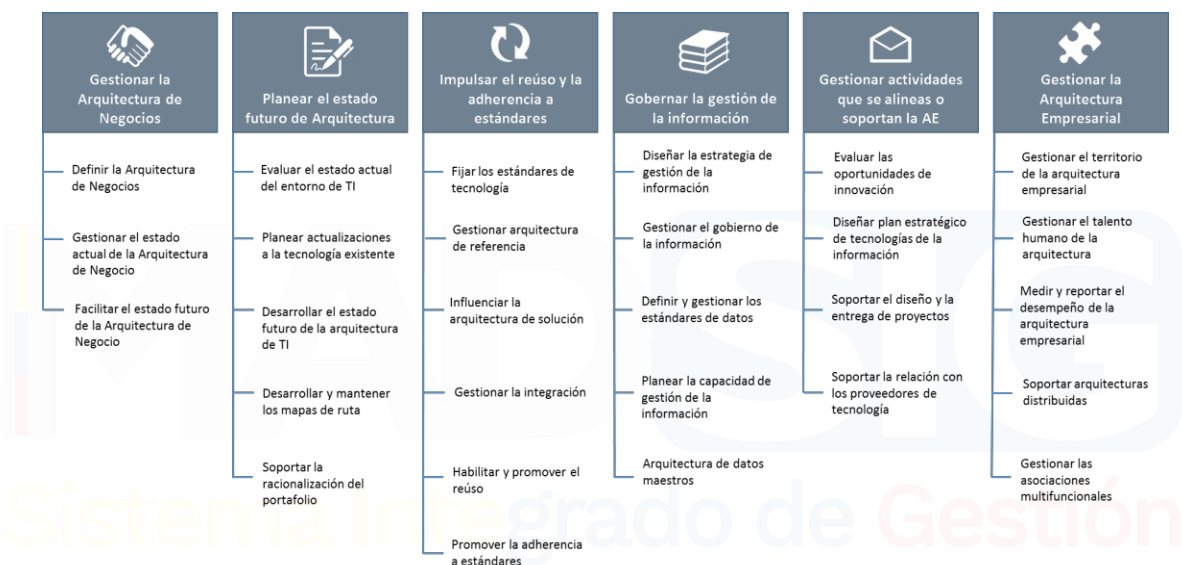 Gestionar la
Arquitectura de
Negocios
Definir la Arquitectura
de Negocios
Gestionar el estado
actual de la Arquitectura
de Negocio
Facilitar el estado futuro
de la Arquitectura de
Negocio
Planear el estado
futuro de Arquitectura
Evaluar el estado actual
del entorno de TI
Planear actualizaciones
a la tecnología existente
Desarrollar el estado
futuro de la arquitectura
de TI
Desarrollar y mantener
los mapas de ruta
Soportar la
racionalización del
portafolio
Impulsar el reúso y la
adherencia a
estándares
Fijar los estándares de
tecnología
Gestionar arquitectura
de referencia
Influenciar la
arquitectura de solución
Gestionar la integración
Habilitar y promover el
reúso
Promover la adherencia
a estándares
Gobernar la gestión de
la información
Diseñar la estrategia de
gestión de la
información
Gestionar el gobierno de
la información
Definir y gestionar los
estándares de datos
Planear la capacidad de
gestión de la
información
Arquitectura de datos
maestros
Gestionar actividades
que se alineas o
soportan la AE
Evaluar las
oportunidades de
innovación
Diseñar plan estratégico
de tecnologías de la
información
Soportar el diseño y la
entrega de proyectos
Soportar la relación con
los proveedores de
tecnología
Gestionar la
Arquitectura
Empresarial
Gestionar el territorio
de la arquitectura
empresarial
Gestionar el talento
humano de la
arquitectura
Medir y reportar el
desempeño de la
arquitectura
empresarial
Soportar arquitecturas
distribuidas
Gestionar las
asociaciones
multifuncionales
MADSIG
Sistema Integrado de Gestión